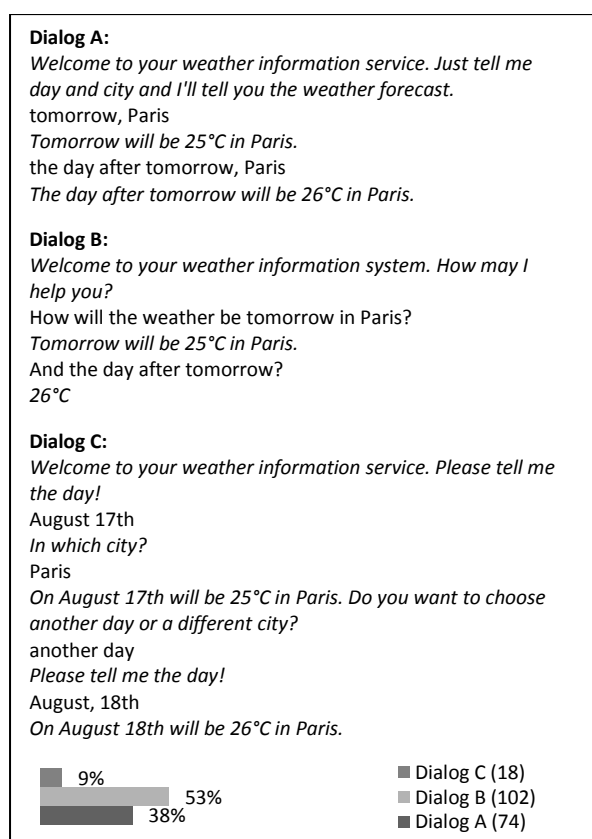 Dialog A:
Welcome to your weather information service. Just tell me
day and city and I'll tell you the weather forecast.
tomorrow, Paris
Tomorrow will be 25°C in Paris.
the day after tomorrow, Paris
The day after tomorrow will be 26°C in Paris.
Dialog B:
Welcome to your weather information system. How may I
help you?
How will the weather be tomorrow in Paris?
Tomorrow will be 25°C in Paris.
And the day after tomorrow?
26°C
Dialog C:
Welcome to your weather information service. Please tell me
the day!
August 17th
In which city?
Paris
On August 17th will be 25°C in Paris. Do you want to choose
another day or a different city?
another day
Please tell me the day!
August, 18th
On August 18th will be 26°C in Paris.
9%
53%
38%
Dialog C (18)
Dialog B (102)
Dialog A (74)